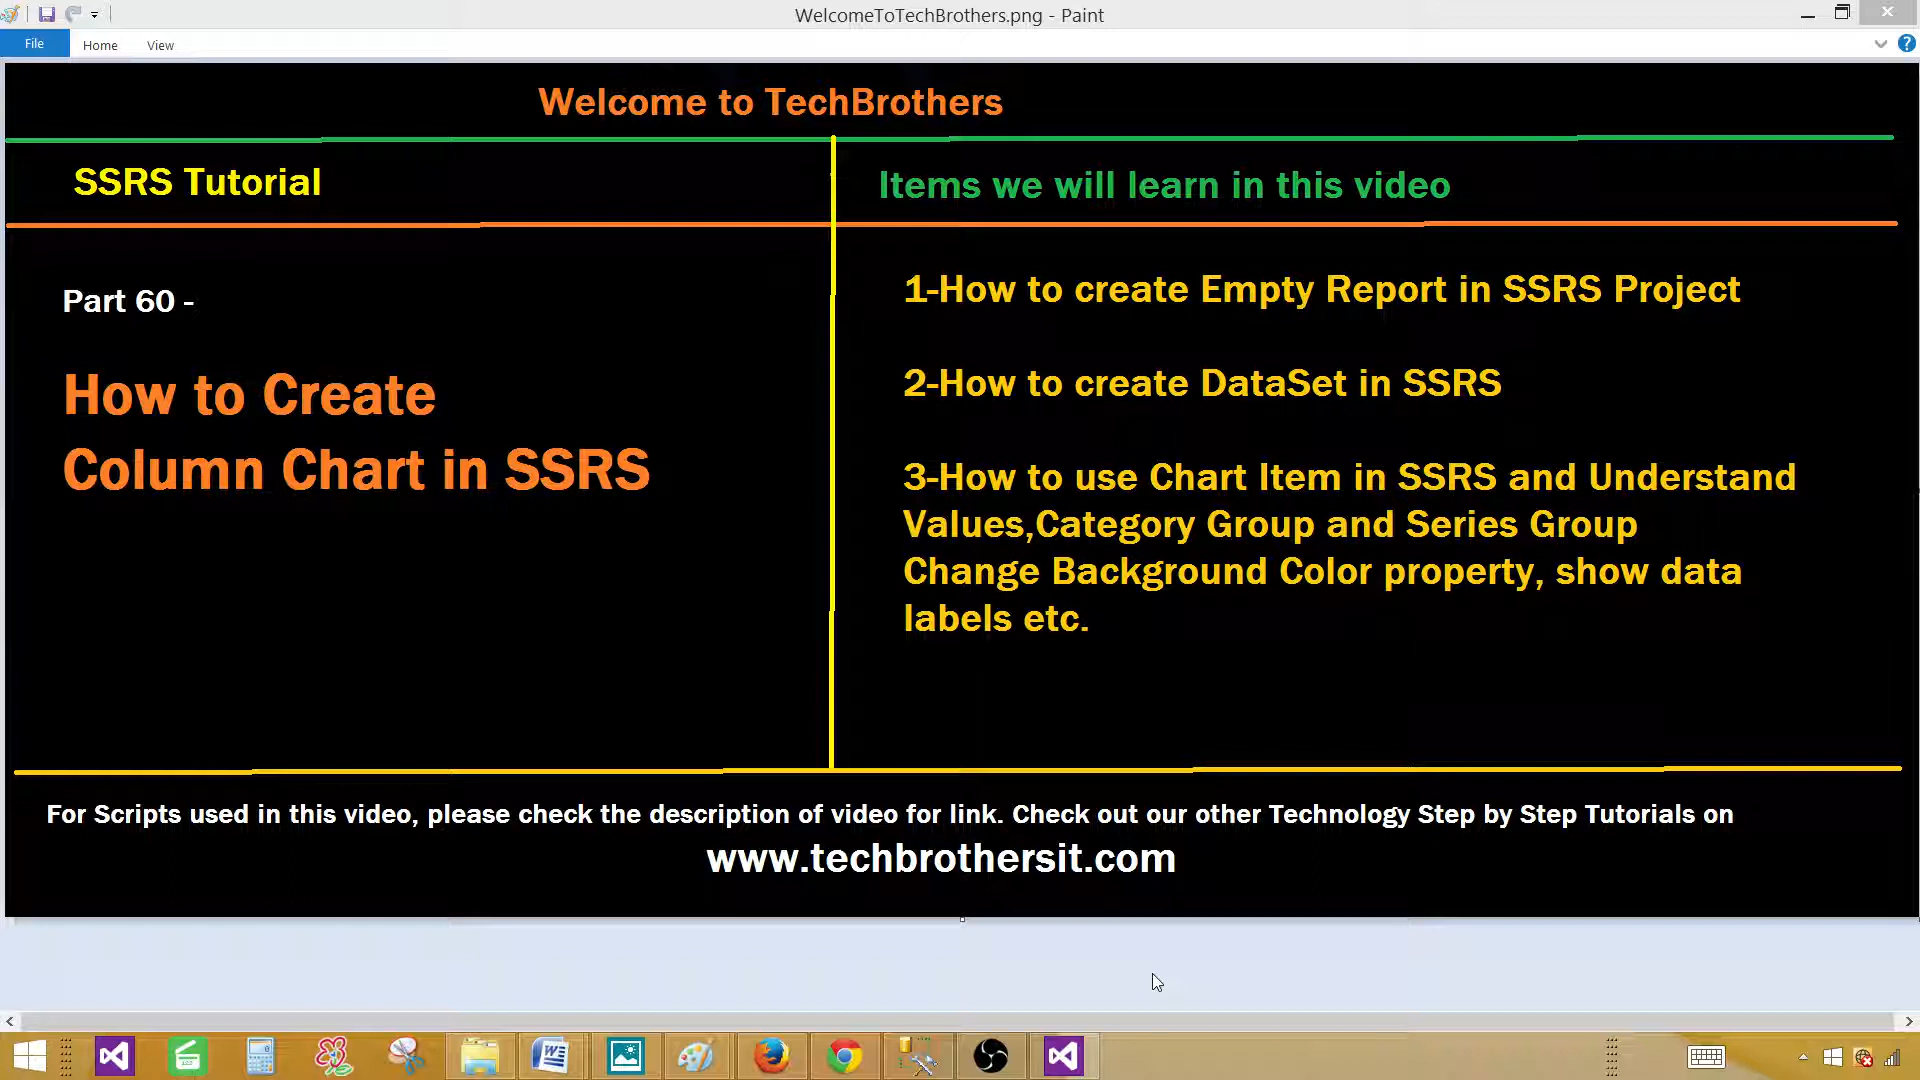 WelcomeToTechBrothers.png - Paint
File Home View
Welcome to TechBrothers
SSRS Tutorial
Items we will learn in this video
Part 60 -
How to Create
Column Chart in SSRS
1-How to create Empty Report in SSRS Project
2-How to create DataSet in SSRS
3-How to use Chart Item in SSRS and Understand
Values,Category Group and Series Group
Change Background Color property, show data
labels etc.
For Scripts used in this video, please check the description of video for link. Check out our other Technology Step by Step Tutorials on
www.techbrothersit.com